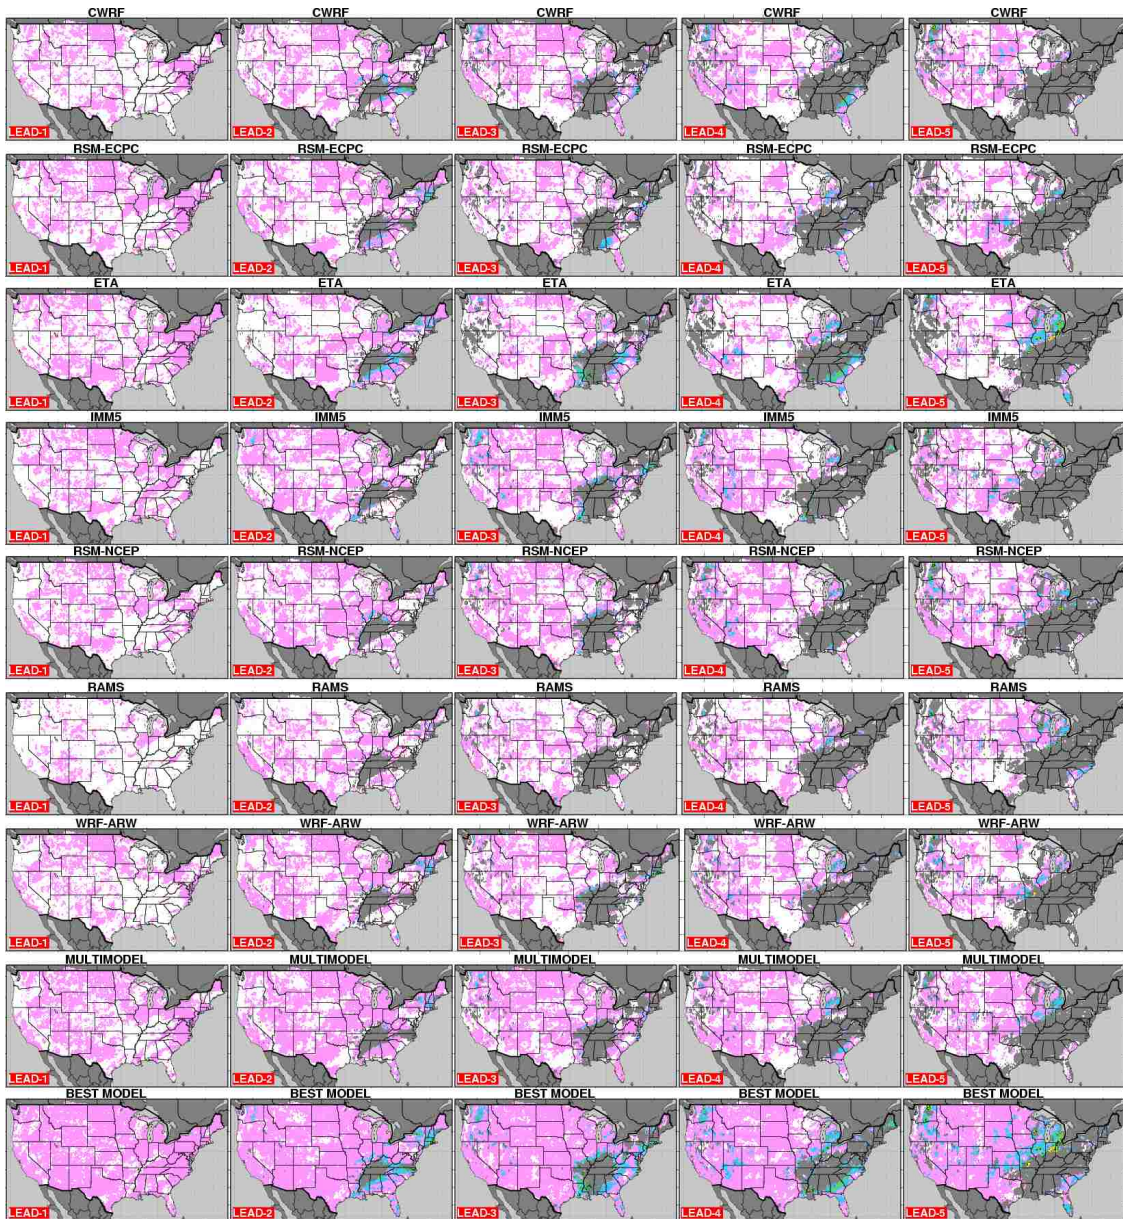 CWRF CWRF CWRF CWRF CWRF
LEAD-1 LEAD-2 LEAD-3 LEAD-4 LEAD-5
RSM-ECPC RSM-ECPC RSM-ECPC RSM-ECPC RSM-ECPC
LEAD-1 LEAD-2 LEAD-3 LEAD-4 LEAD-5
ETA ETA ETA ETA ETA
LEAD-1 LEAD-2 LEAD-3 LEAD-4 LEAD-5
IMM5 IMM5 IMM5 IMM5 IMM5
LEAD-1 LEAD-2 LEAD-3 LEAD-4 LEAD-5
RSM-NCEP RSM-NCEP RSM-NCEP RSM-NCEP RSM-NCEP
LEAD-1 LEAD-2 LEAD-3 LEAD-4 LEAD-5
RAMS RAMS RAMS RAMS RAMS
LEAD-1 LEAD-2 LEAD-3 LEAD-4 LEAD-5
WRF-ARW WRF-ARW WRF-ARW WRF-ARW WRF-ARW
LEAD-1 LEAD-2 LEAD-3 LEAD-4 LEAD-5
MULTIMODEL MULTIMODEL MULTIMODEL MULTIMODEL MULTIMODEL
LEAD-1 LEAD-2 LEAD-3 LEAD-4 LEAD-5
BEST MODEL BEST MODEL BEST MODEL BEST MODEL BEST MODEL
LEAD-1 LEAD-2 LEAD-3 LEAD-4 LEAD-5